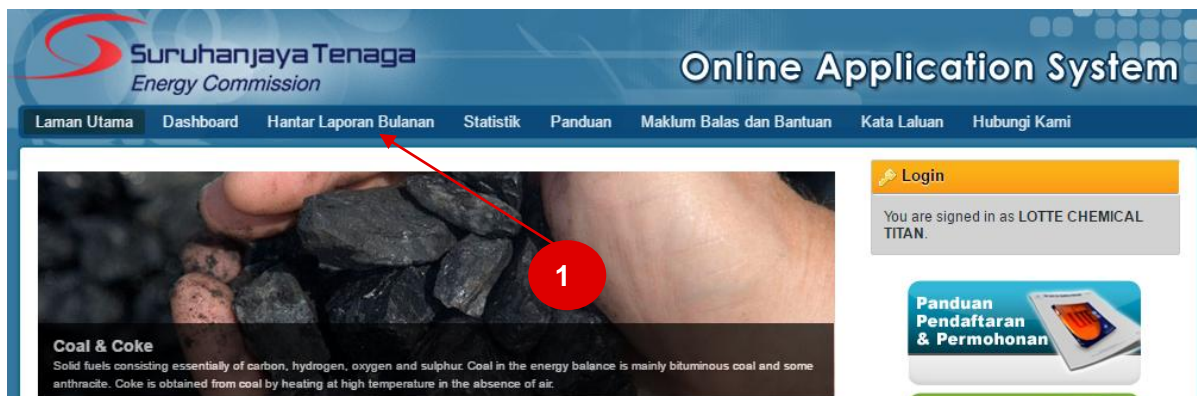 Suruhanjaya Tenaga
Energy Commission
Online Application System
Laman Utama Dashboard Hantar Laporan Bulanan Statistik Panduan Maklum Balas dan Bantuan Kata Laluan Hubungi Kami
Login
You are signed in as LOTTE CHEMICAL
TITAN.
1
Coal & Coke
Solid fuels consisting essentially of carbon, hydrogen, oxygen and sulphur. Coal in the energy balance is mainly bituminous coal and some
anthracite. Coke is obtained from coal by heating at high temperature in the absence of air.
Panduan
Pendaftaran
& Permohonan